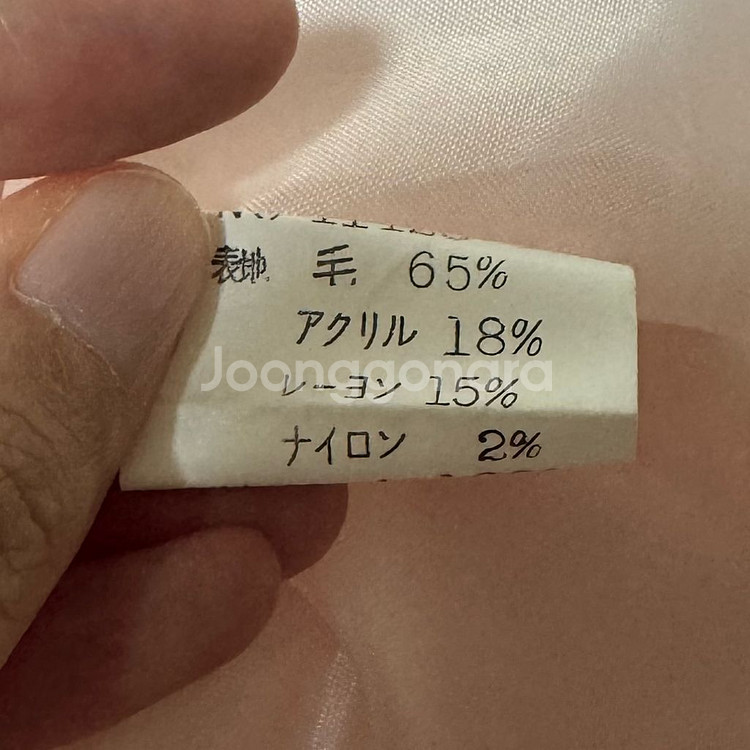 表地 毛 65%
アクリル 18%
レーヨン 15%
ナイロン 2%
Joonggonara